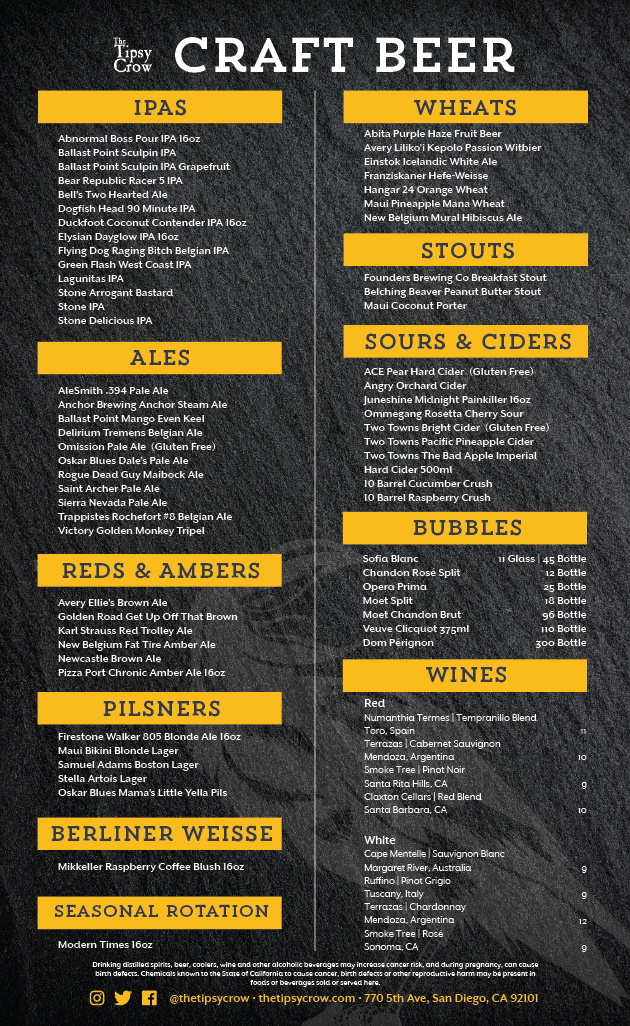 The
Tipsy
Crow
CRAFT BEER
IPAS
Abnormal Boss Pour IPA 16oz
Ballast Point Sculpin IPA
Ballast Point Sculpin IPA Grapefruit
Bear Republic Racer 5 IPA
Bell's Two Hearted Ale
Dogfish Head 90 Minute IPA
Duckfoot Coconut Contender IPA 16oz
Elysian Dayglow IPA 16oz
Flying Dog Raging Bitch Belgian IPA
Green Flash West Coast IPA
Lagunitas IPA
Stone Arrogant Bastard
Stone IPA
Stone Delicious IPA
ALES
AleSmith .394 Pale Ale
Anchor Brewing Anchor Steam Ale
Ballast Point Mango Even Keel
Delirium Tremens Belgian Ale
Omission Pale Ale (Gluten Free)
Oskar Blues Dale's Pale Ale
Rogue Dead Guy Maibock Ale
Saint Archer Pale Ale
Sierra Nevada Pale Ale
Trappistes Rochefort #8 Belgian Ale
Victory Golden Monkey Tripel
REDS & AMBERS
Avery Ellie's Brown Ale
Golden Road Get Up Off That Brown
Karl Strauss Red Trolley Ale
New Belgium Fat Tire Amber Ale
Newcastle Brown Ale
Pizza Port Chronic Amber Ale 16oz
PILSNERS
Firestone Walker 805 Blonde Ale 16oz
Maui Bikini Blonde Lager
Samuel Adams Boston Lager
Stella Artois Lager
Oskar Blues Mama's Little Yella Pils
BERLINER WEISSE
Mikkeller Raspberry Coffee Blush 16oz
SEASONAL ROTATION
Modern Times 16oz
WHEATS
Abita Purple Haze Fruit Beer
Avery Liliko'i Kepolo Passion Witbier
Einstok Icelandic White Ale
Franziskaner Hefe-Weisse
Hangar 24 Orange Wheat
Maui Pineapple Mana Wheat
New Belgium Mural Hibiscus Ale
STOUTS
Founders Brewing Co Breakfast Stout
Belching Beaver Peanut Butter Stout
Maui Coconut Porter
SOURS & CIDERS
ACE Pear Hard Cider (Gluten Free)
Angry Orchard Cider
Juneshine Midnight Painkiller 16oz
Ommegang Rosetta Cherry Sour
Two Towns Bright Cider (Gluten Free)
Two Towns Pacific Pineapple Cider
Two Towns The Bad Apple Imperial
Hard Cider 500ml
10 Barrel Cucumber Crush
10 Barrel Raspberry Crush
BUBBLES
Sofia Blanc 11 Glass | 45 Bottle
Chandon Rosé Split 12 Bottle
Opera Prima 25 Bottle
Moet Split 18 Bottle
Moet Chandon Brut 96 Bottle
Veuve Clicquot 375ml 110 Bottle
Dom Pérignon 300 Bottle
WINES
Red
Numanthia Termes | Tempranillo Blend
Toro, Spain 11
Terrazas | Cabernet Sauvignon
Mendoza, Argentina 10
Smoke Tree | Pinot Noir
Santa Rita Hills, CA 9
Claxton Cellars | Red Blend
Santa Barbara, CA 10
White
Cape Mentelle | Sauvignon Blanc
Margaret River, Australia 9
Ruffino | Pinot Grigio
Tuscany, Italy 9
Terrazas | Chardonnay
Mendoza, Argentina 12
Smoke Tree | Rosé
Sonoma, CA 9
Drinking distilled spirits, beer, coolers, wine and other alcoholic beverages may increase cancer risk, and during pregnancy, can cause
birth defects. Chemicals known to the State of California to cause cancer, birth defects or other reproductive harm may be present in
foods or beverages sold or served here.
@thetipsycrow · thetipsycrow.com · 770 5th Ave, San Diego, CA 92101